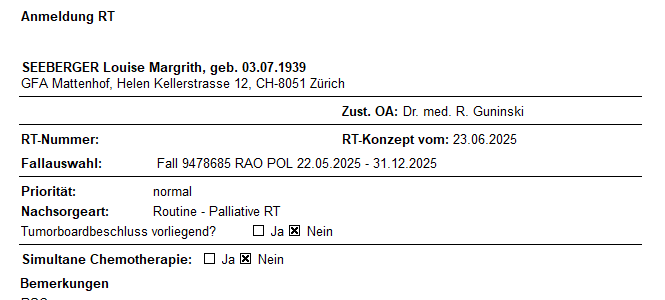 Anmeldung RT
SEEBERGER Louise Margrith, geb. 03.07.1939
GFA Mattenhof, Helen Kellerstrasse 12, CH-8051 Zürich
Zust. OA: Dr. med. R. Guninski
RT-Nummer: RT-Konzept vom: 23.06.2025
Fallauswahl: Fall 9478685 RAO POL 22.05.2025 - 31.12.2025
Priorität: normal
Nachsorgeart: Routine - Palliative RT
Tumorboardbeschluss vorliegend? ☐ Ja ☒ Nein
Simultane Chemotherapie: ☐ Ja ☒ Nein
Bemerkungen